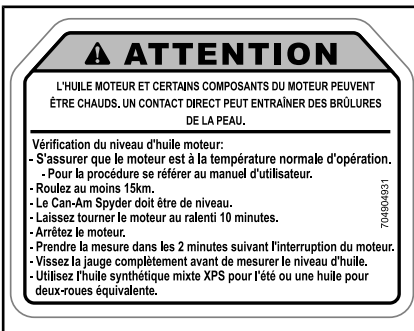 ATTENTION
L'HUILE MOTEUR ET CERTAINS COMPOSANTS DU MOTEUR PEUVENT
ÊTRE CHAUDS. UN CONTACT DIRECT PEUT ENTRAÎNER DES BRÛLURES
DE LA PEAU.
Vérification du niveau d'huile moteur:
- S'assurer que le moteur est à la température normale d'opération.
- Pour la procédure se référer au manuel d'utilisateur.
- Roulez au moins 15km.
- Le Can-Am Spyder doit être de niveau.
- Laissez tourner le moteur au ralenti 10 minutes.
- Arrêtez le moteur.
- Prendre la mesure dans les 2 minutes suivant l'interruption du moteur.
- Vissez la jauge complètement avant de mesurer le niveau d'huile.
- Utilisez l'huile synthétique mixte XPS pour l'été ou une huile pour
deux-roues équivalente.
704904931